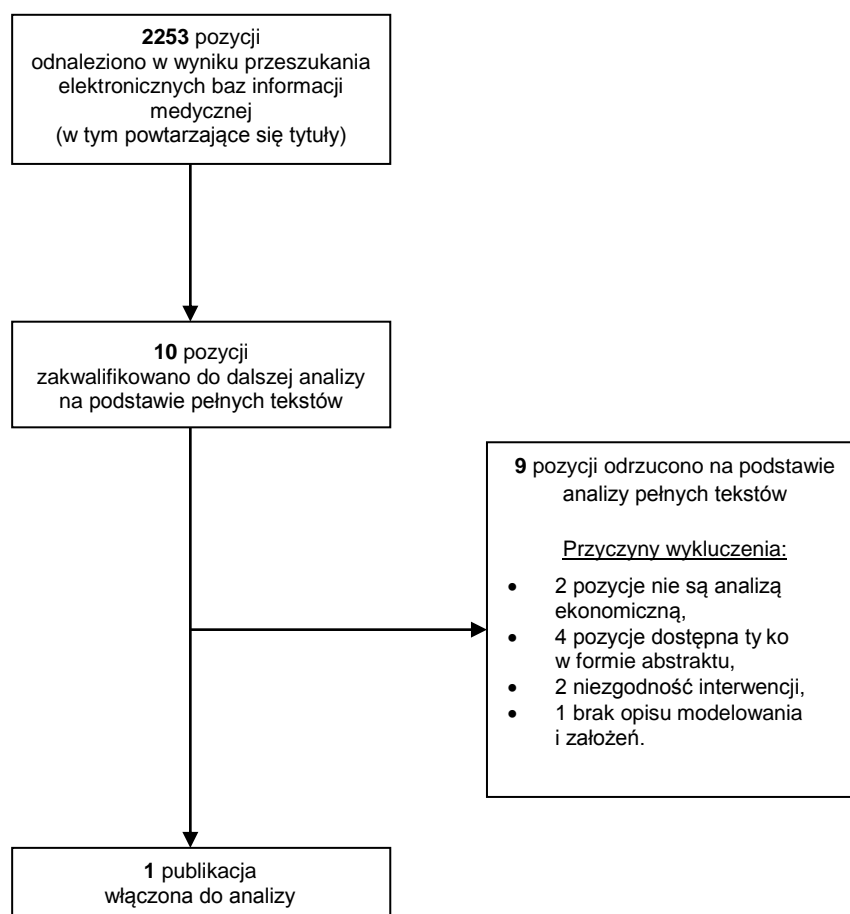 2253 pozycji
odnaleziono w wyniku przeszukania
elektronicznych baz informacji
medycznej
(w tym powtarzające się tytuły)
10 pozycji
zakwalifikowano do dalszej analizy
na podstawie pełnych tekstów
9 pozycji odrzucono na podstawie
analizy pełnych tekstów
Przyczyny wykluczenia:
• 2 pozycje nie są analizą
ekonomiczną,
• 4 pozycje dostępna ty ko
w formie abstraktu,
• 2 niezgodność interwencji,
• 1 brak opisu modelowania
i założeń.
1 publikacja
włączona do analizy